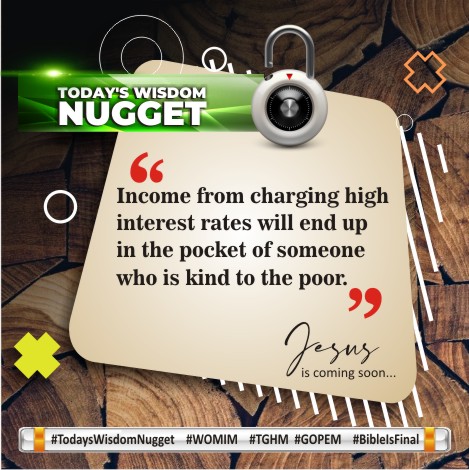 TODAY'S WISDOM
NUGGET
“
Income from charging high
interest rates will end up
in the pocket of someone
who is kind to the poor.
”
Jesus
is coming soon...
#TodaysWisdomNugget #WOMIM #TGHM #GOPEM #BibleIsFinal